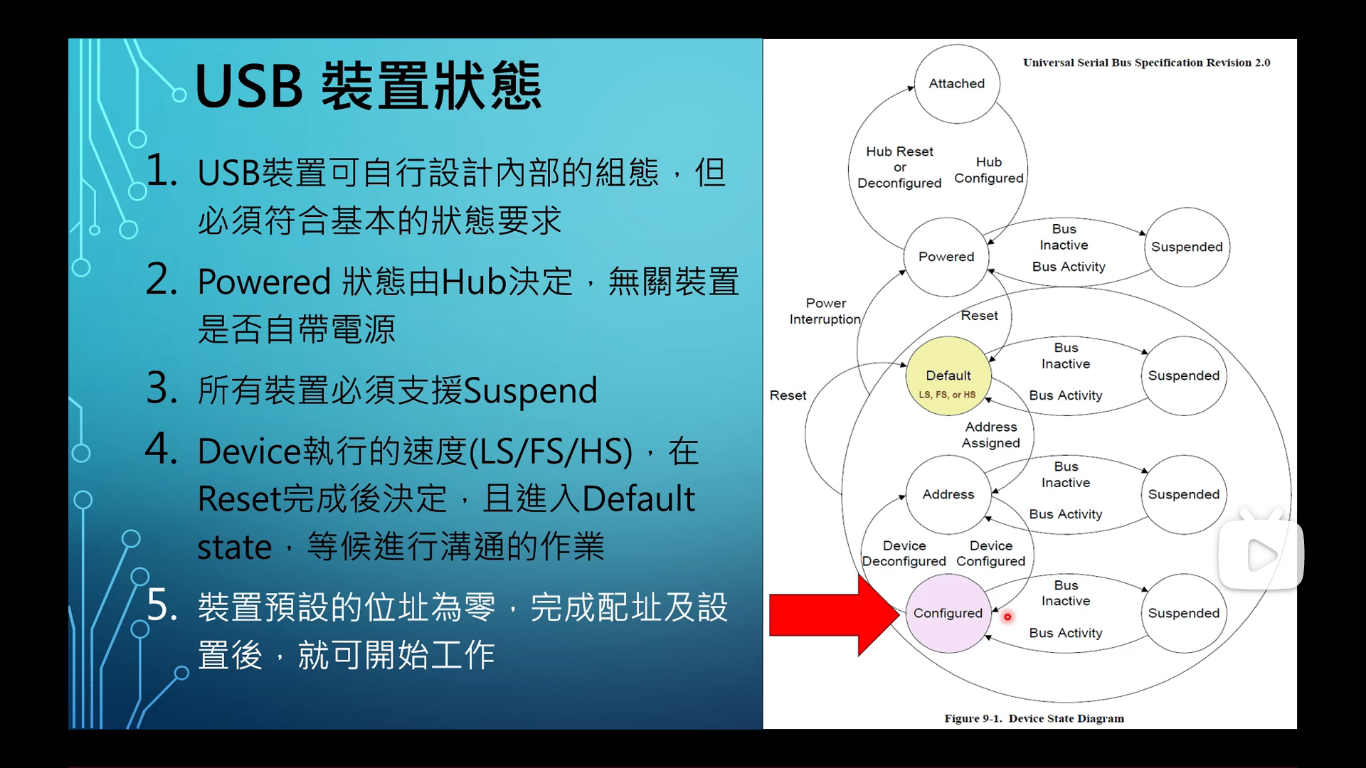 USB 裝置狀態
1. USB裝置可自行設計內部的組態，但
必須符合基本的狀態要求
2. Powered 狀態由Hub決定，無關裝置
是否自帶電源
3. 所有裝置必須支援Suspend
4. Device執行的速度(LS/FS/HS)，在
Reset完成後決定，且進入Default
state，等候進行溝通的作業
5. 裝置預設的位址為零，完成配址及設
置後，就可開始工作
Universal Serial Bus Specification Revision 2.0
Attached
Hub Reset
or
Deconfigured
Hub
Configured
Powered
Bus
Inactive
Bus Activity
Suspended
Power
Interruption
Reset
Default
LS, FS, or HS
Bus
Inactive
Bus Activity
Suspended
Reset
Address
Assigned
Address
Bus
Inactive
Bus Activity
Suspended
Device
Deconfigured
Device
Configured
Configured
Bus
Inactive
Bus Activity
Suspended
Figure 9-1. Device State Diagram